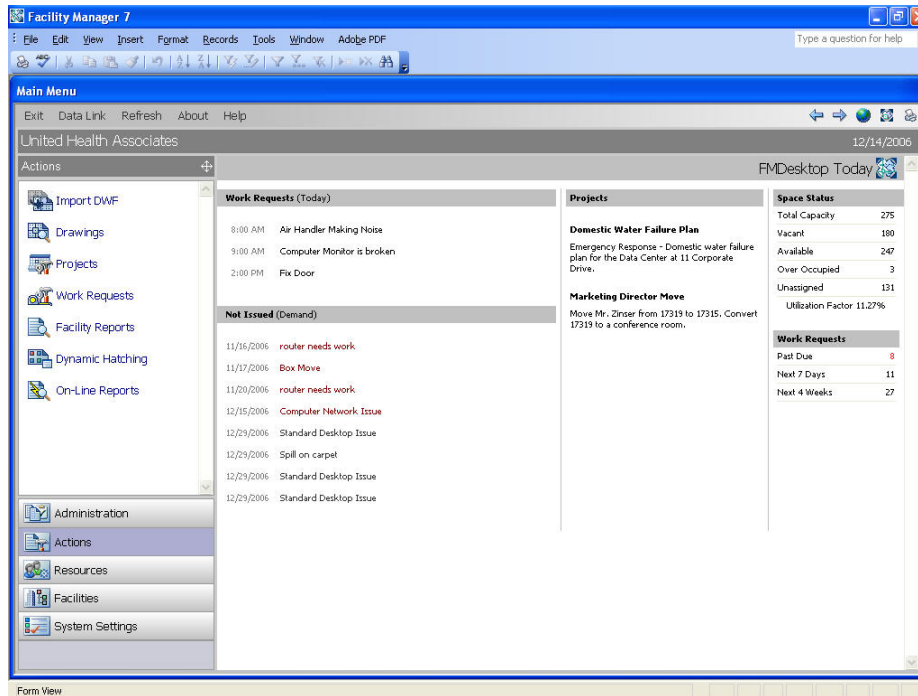 Facility Manager 7
File Edit View Insert Format Records Tools Window Adobe PDF
Type a question for help
Main Menu
Exit Data Link Refresh About Help
United Health Associates
12/14/2006
Actions
FMDesktop Today
Import DWF
Drawings
Projects
Work Requests
Facility Reports
Dynamic Hatching
On-Line Reports
Administration
Actions
Resources
Facilities
System Settings
Work Requests (Today)
8:00 AM Air Handler Making Noise
9:00 AM Computer Monitor is broken
2:00 PM Fix Door
Not Issued (Demand)
11/16/2006 router needs work
11/17/2006 Box Move
11/20/2006 router needs work
12/15/2006 Computer Network Issue
12/29/2006 Standard Desktop Issue
12/29/2006 Spill on carpet
12/29/2006 Standard Desktop Issue
12/29/2006 Standard Desktop Issue
Projects
Domestic Water Failure Plan
Emergency Response - Domestic water failure
plan for the Data Center at 11 Corporate
Drive.
Marketing Director Move
Move Mr. Zinser from 17319 to 17315. Convert
17319 to a conference room.
Space Status
Total Capacity 275
Vacant 180
Available 247
Over Occupied 3
Unassigned 131
Utilization Factor 11.27%
Work Requests
Past Due 8
Next 7 Days 11
Next 4 Weeks 27
Form View